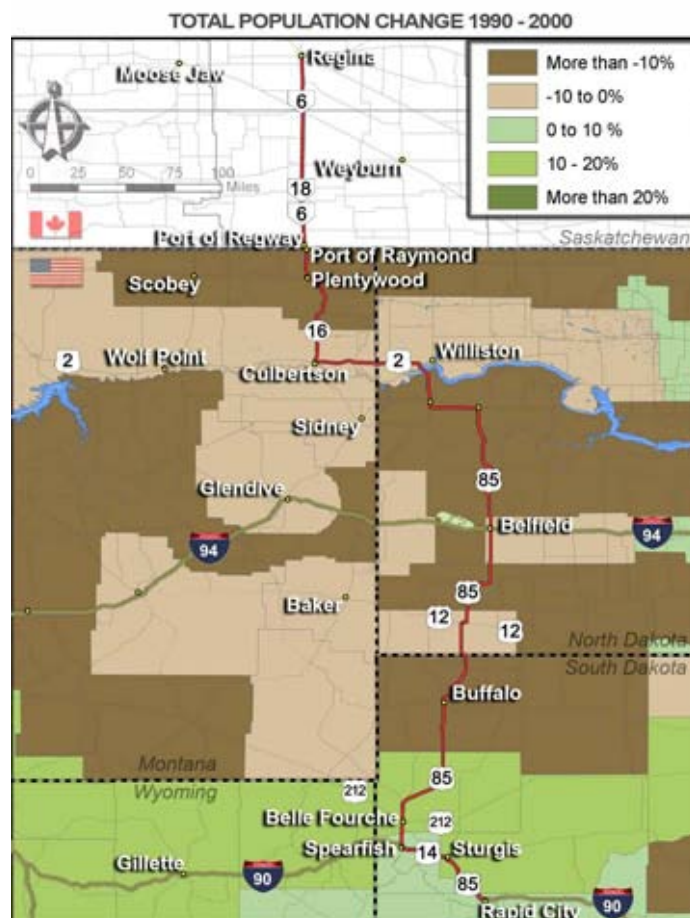 TOTAL POPULATION CHANGE 1990 - 2000
Regina
Moose Jaw
More than -10%
-10 to 0%
0 to 10 %
10 - 20%
More than 20%
6
Weyburn
0 25 50 75 100
Miles
18
6
Port of Regway
Saskatchewan
Port of Raymond
Scobey
Plentywood
16
2
Wolf Point
Culbertson
2
Williston
Sidney
85
Glendive
94
Belfield
94
85
Baker
12
12
North Dakota
South Dakota
Buffalo
Montana
Wyoming
85
212
Belle Fourche
212
Spearfish
14
Sturgis
Gillette
90
85
90
Rapid City